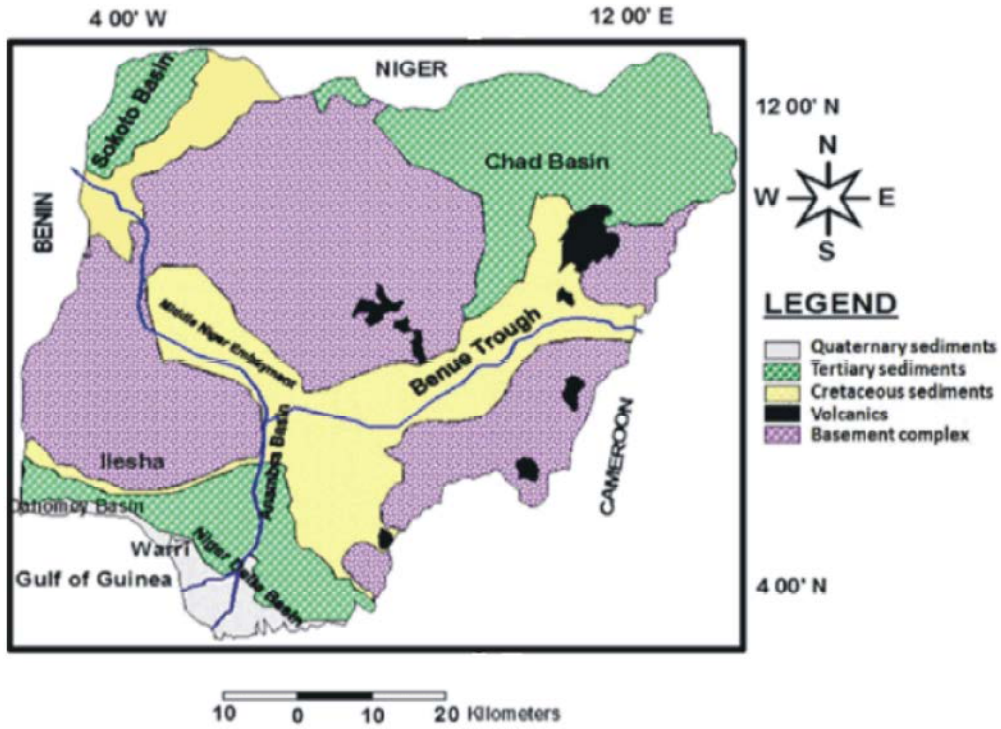 4 00' W
12 00' E
NIGER
12 00' N
Sokoto Basin
Chad Basin
N
W
E
S
BENIN
LEGEND
Quaternary sediments
Tertiary sediments
Cretaceous sediments
Volcanics
Basement complex
Middle Niger Embayment
Benue Trough
CAMEROON
Anambra Basin
Ilesha
Dahomey Basin
Warri
Niger Delta Basin
Gulf of Guinea
4 00' N
10 0 10 20 Kilometers